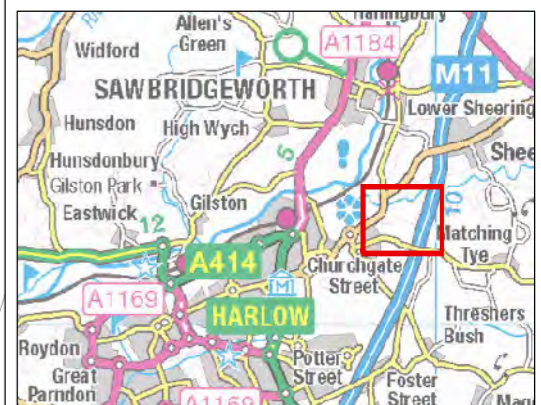 Allen's
Green
A1184
Widford
M11
SAWBRIDGEWORTH
Lower Sheering
Hunsdon
High Wych
5
Hunsdonbury
Gilston Park
Eastwick
Gilston
12
10
Matching
Tye
A414
Churchgate
Street
A1169
M
HARLOW
Threshers
Bush
Roydon
Potter
Street
Great
Parndon
Foster
Street
A1169